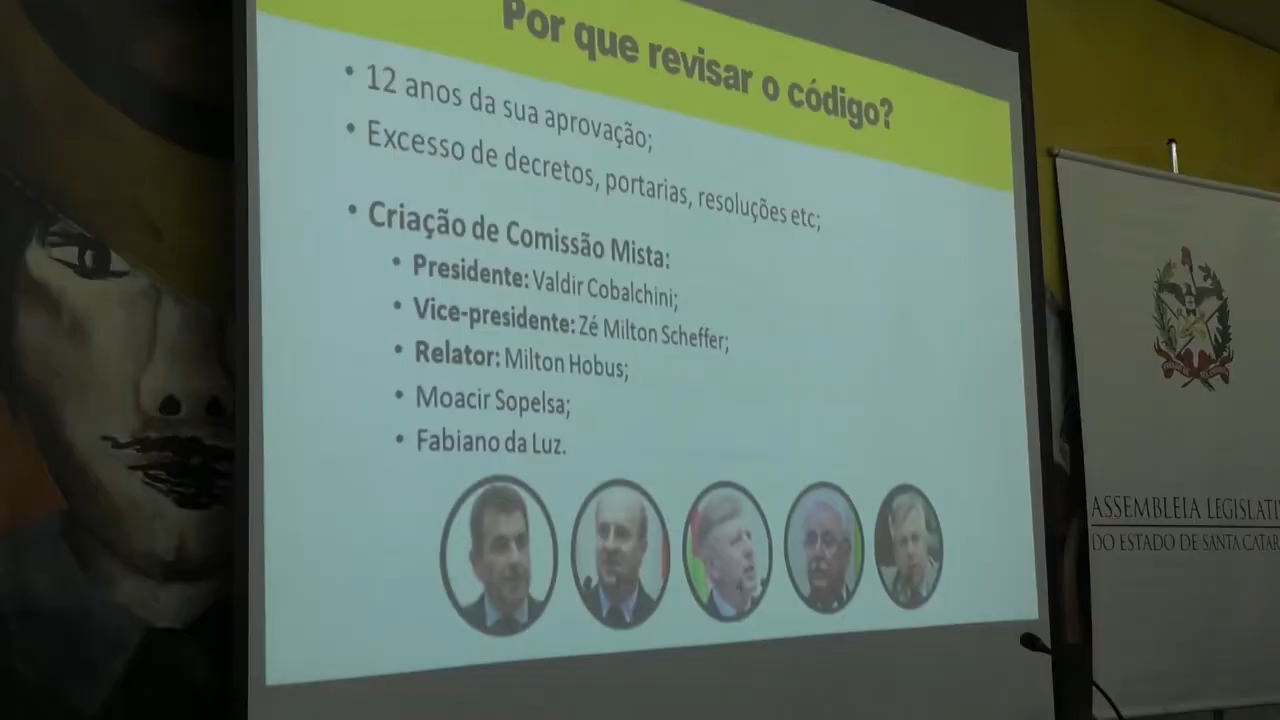 Por que revisar o código?
• 12 anos da sua aprovação;
• Excesso de decretos, portarias, resoluções etc;
• Criação de Comissão Mista:
• Presidente: Valdir Cobalchini;
• Vice-presidente: Zé Milton Scheffer;
• Relator: Milton Hobus;
• Moacir Sopelsa;
• Fabiano da Luz.
ASSEMBLEIA LEGISLATI
DO ESTADO DE SANTA CATAR